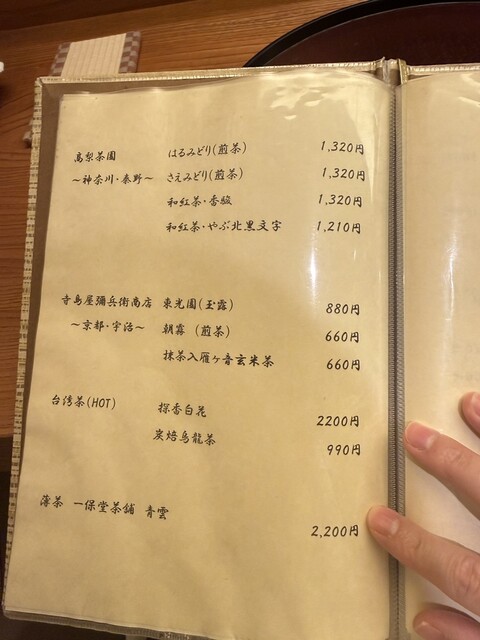 高梨茶園 はるみどり(煎茶) 1,320円
〜神奈川・秦野〜 さえみどり(煎茶) 1,320円
和紅茶・香駿 1,320円
和紅茶・やぶ北黒文字 1,210円
寺島屋彌兵衛商店 東光園(玉露) 880円
〜京都・宇治〜 朝霧 (煎茶) 660円
抹茶入雁ヶ音玄米茶 660円
台湾茶(HOT) 探香白花 2200円
炭焙烏龍茶 990円
薄茶 一保堂茶舗 青雲 2,200円